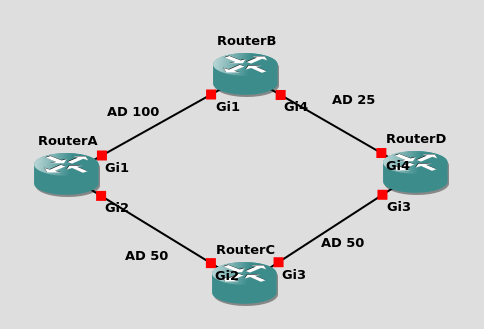 RouterB
AD 100
Gi1
Gi4
AD 25
RouterA
Gi1
RouterD
Gi4
Gi2
Gi3
AD 50
RouterC
AD 50
Gi2
Gi3